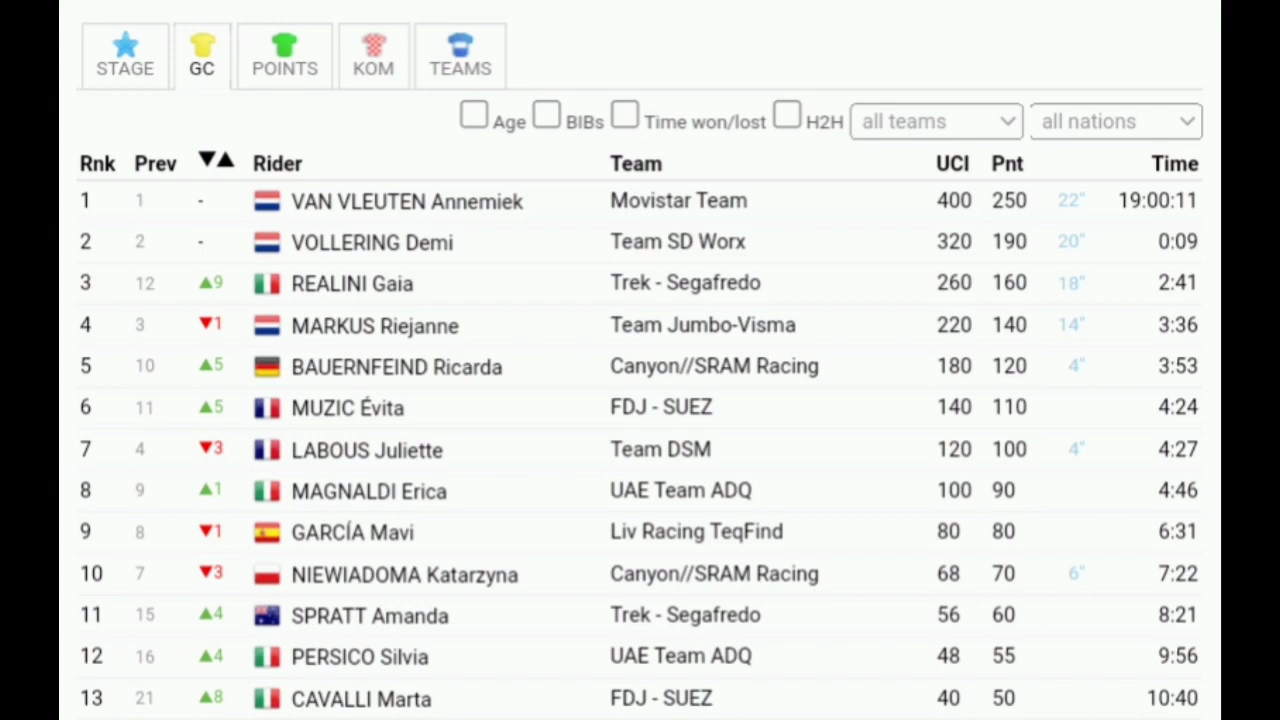 STAGE GC POINTS KOM TEAMS
Age BIBs Time won/lost H2H all teams all nations
Rnk Prev ▼▲ Rider Team UCI Pnt Time
1 1 - VAN VLEUTEN Annemiek Movistar Team 400 250 22" 19:00:11
2 2 - VOLLERING Demi Team SD Worx 320 190 20" 0:09
3 12 ▲9 REALINI Gaia Trek - Segafredo 260 160 18" 2:41
4 3 ▼1 MARKUS Riejanne Team Jumbo-Visma 220 140 14" 3:36
5 10 ▲5 BAUERNFEIND Ricarda Canyon//SRAM Racing 180 120 4" 3:53
6 11 ▲5 MUZIC Évita FDJ - SUEZ 140 110 4:24
7 4 ▼3 LABOUS Juliette Team DSM 120 100 4" 4:27
8 9 ▲1 MAGNALDI Erica UAE Team ADQ 100 90 4:46
9 8 ▼1 GARCÍA Mavi Liv Racing TeqFind 80 80 6:31
10 7 ▼3 NIEWIADOMA Katarzyna Canyon//SRAM Racing 68 70 6" 7:22
11 15 ▲4 SPRATT Amanda Trek - Segafredo 56 60 8:21
12 16 ▲4 PERSICO Silvia UAE Team ADQ 48 55 9:56
13 21 ▲8 CAVALLI Marta FDJ - SUEZ 40 50 10:40